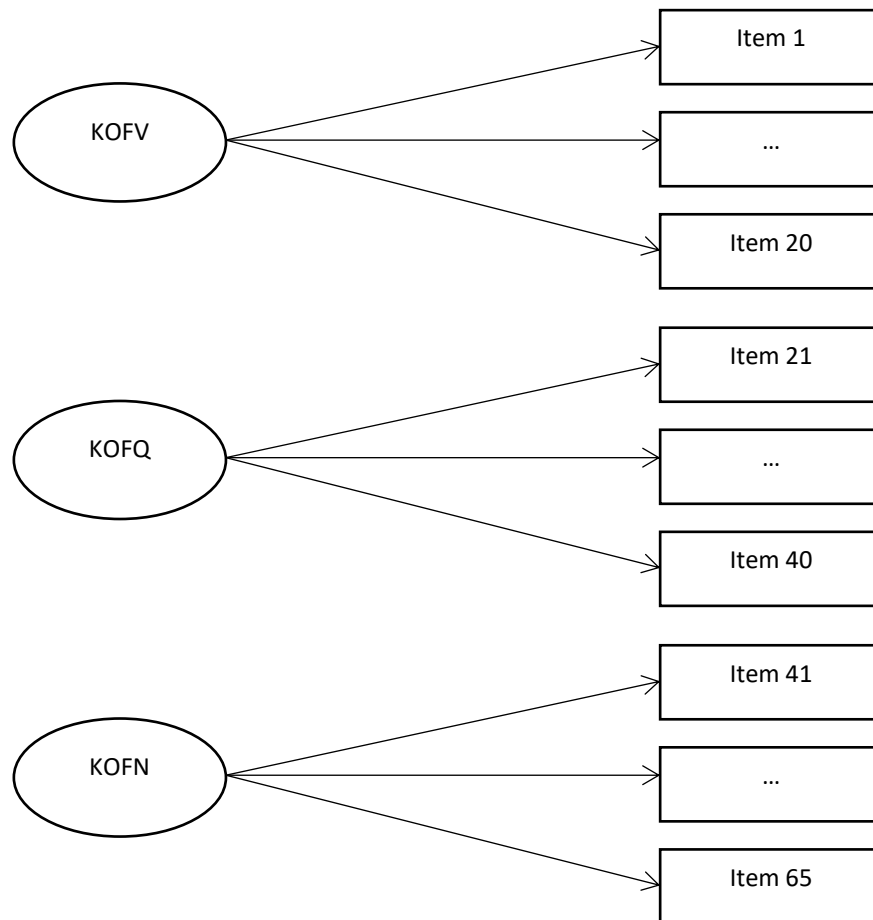 Item 1
KOFV
...
Item 20
Item 21
KOFQ
...
Item 40
Item 41
KOFN
...
Item 65